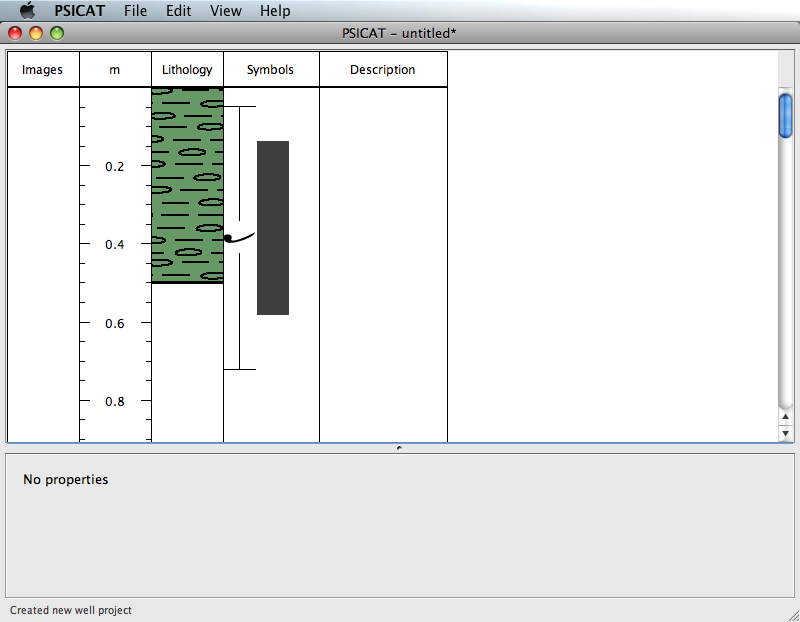 PSICAT File Edit View Help
PSICAT - untitled*
Images m Lithology Symbols Description
0.2
0.4
0.6
0.8
No properties
Created new well project